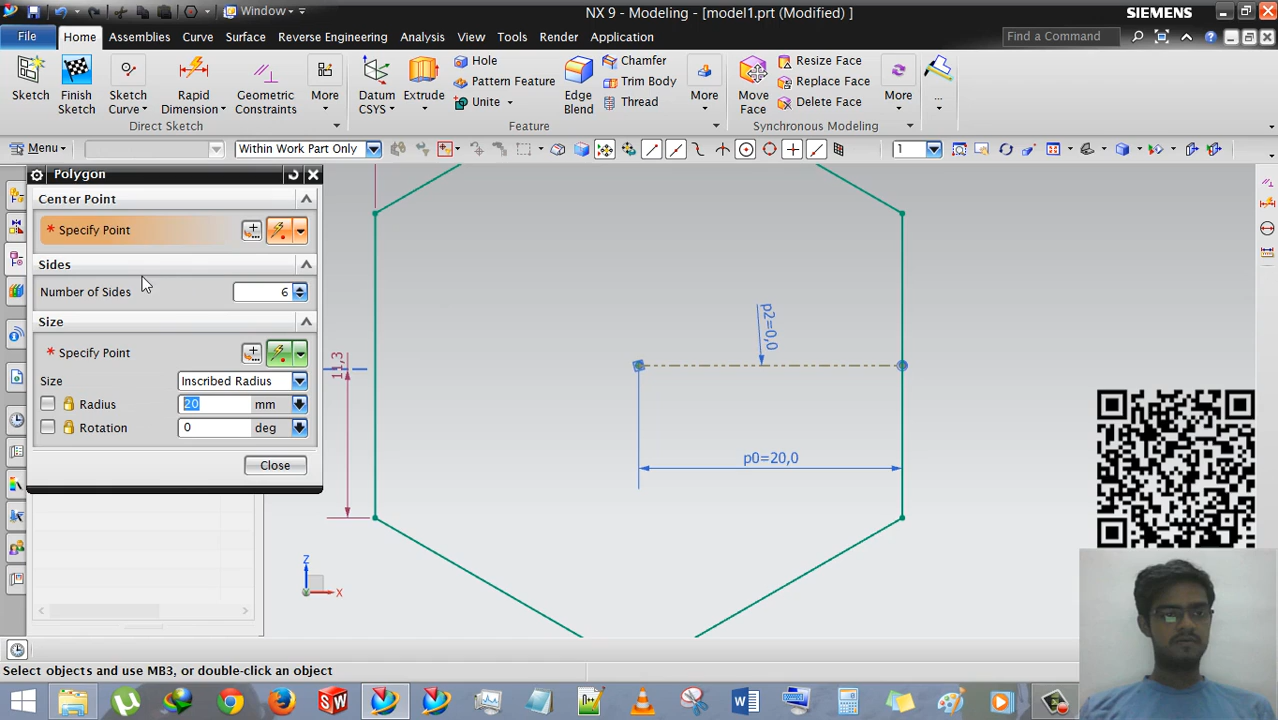 NX 9 - Modeling - [model1.prt (Modified) ]
SIEMENS
Window
File
Home
Assemblies
Curve
Surface
Reverse Engineering
Analysis
View
Tools
Render
Application
Find a Command
Sketch
Finish Sketch
Sketch Curve
Rapid Dimension
Geometric Constraints
More
Direct Sketch
Datum CSYS
Extrude
Hole
Pattern Feature
Unite
Edge Blend
Chamfer
Trim Body
Thread
More
Feature
Move Face
Resize Face
Replace Face
Delete Face
More
...
Synchronous Modeling
Menu
Within Work Part Only
1
Polygon
Center Point
* Specify Point
Sides
Number of Sides
6
Size
* Specify Point
Size
Inscribed Radius
Radius
20
mm
Rotation
0
deg
Close
p2=0,0
p0=20,0
Z
X
Select objects and use MB3, or double-click an object